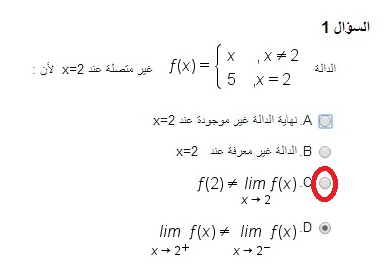 السؤال 1
الدالة f(x) = { x , x ≠ 2 غير متصلة عند x=2 لأن :
5 ,x = 2
A. نهاية الدالة غير موجودة عند x=2
B. الدالة غير معرفة عند x=2
C. f(2) ≠ lim f(x)
x → 2
D. lim f(x) ≠ lim f(x)
x → 2+ x → 2−